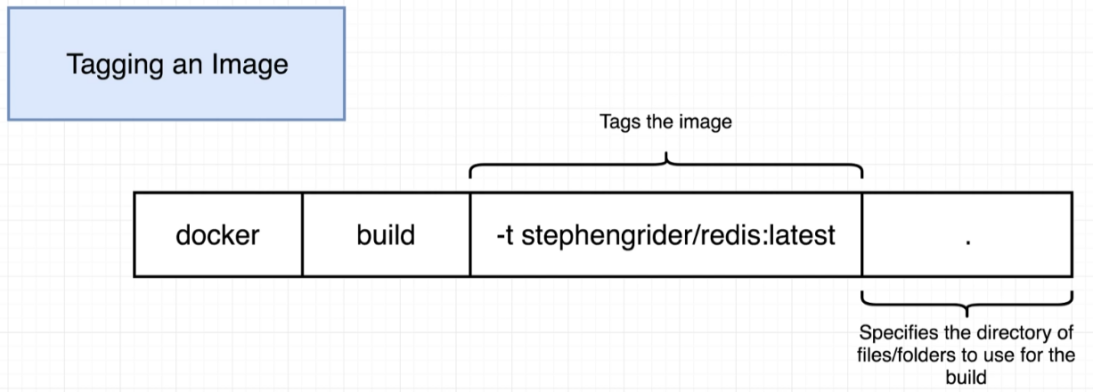 Tagging an Image
Tags the image
docker
build
-t stephengrider/redis:latest
.
Specifies the directory of
files/folders to use for the
build